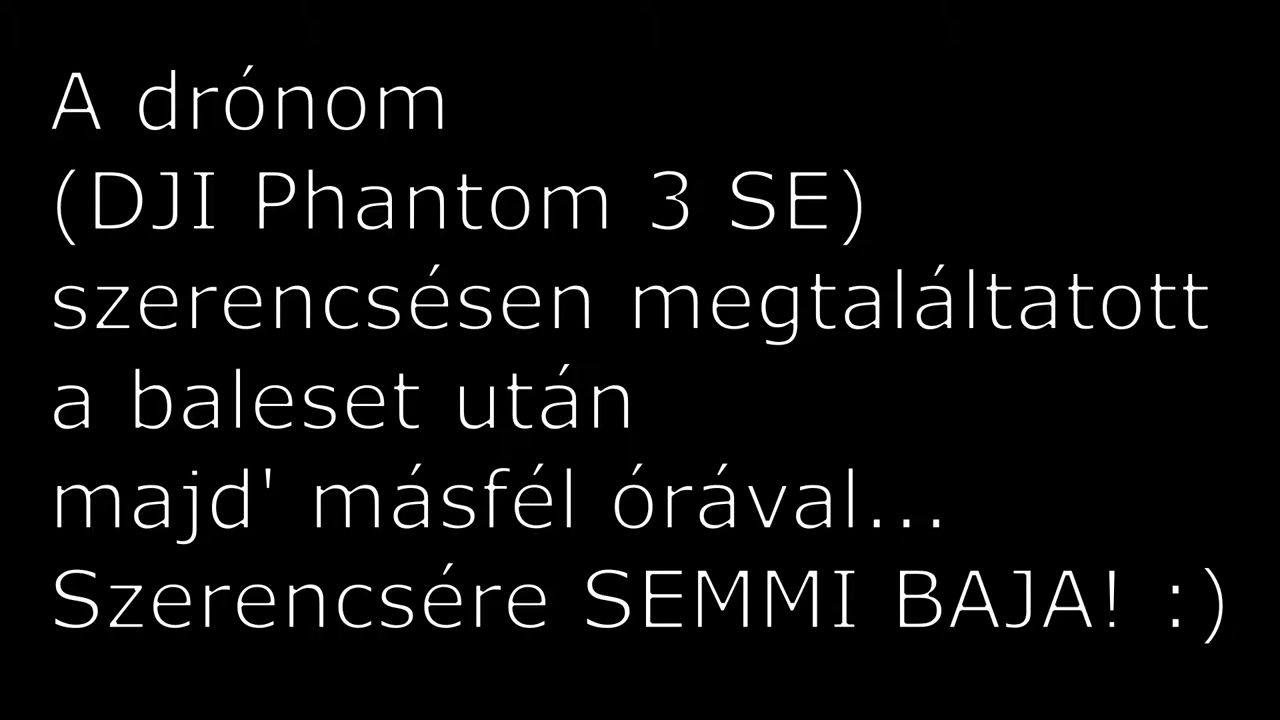 A drónom
(DJI Phantom 3 SE)
szerencsésen megtaláltatott
a baleset után
majd' másfél órával...
Szerencsére SEMMI BAJA! :)